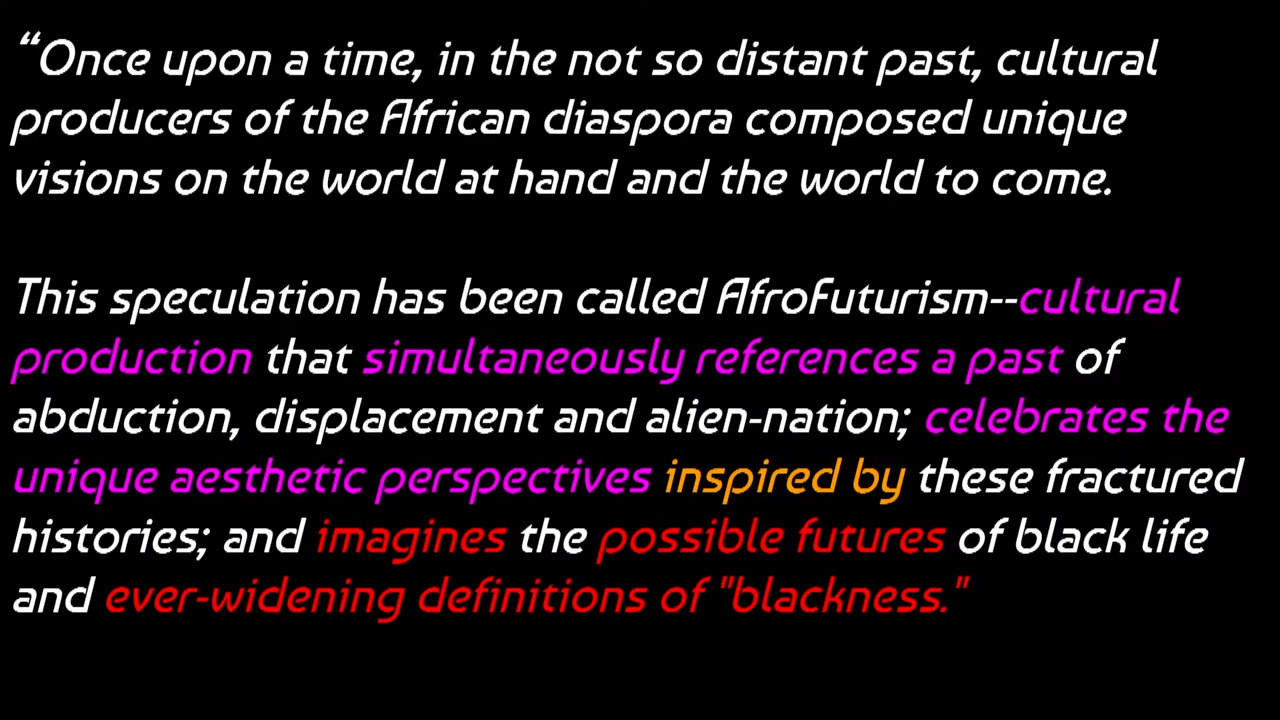 “Once upon a time, in the not so distant past, cultural
producers of the African diaspora composed unique
visions on the world at hand and the world to come.
This speculation has been called AfroFuturism--cultural
production that simultaneously references a past of
abduction, displacement and alien-nation; celebrates the
unique aesthetic perspectives inspired by these fractured
histories; and imagines the possible futures of black life
and ever-widening definitions of "blackness."